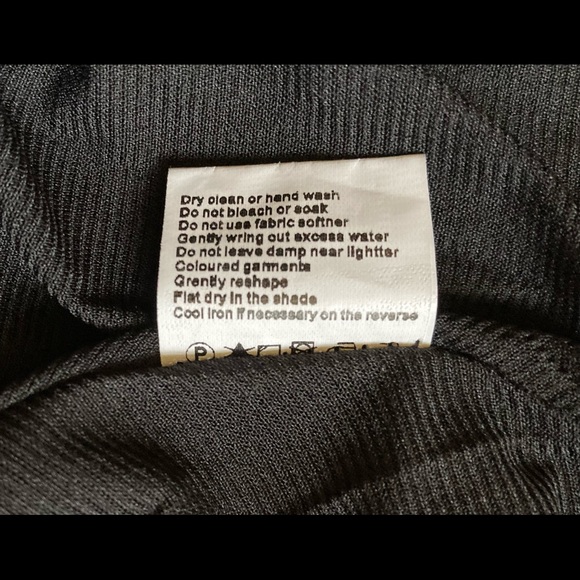 Dry clean or hand wash
Do not bleach or soak
Do not use fabric softner
Gently wring out excess water
Do not leave damp near lightter
Coloured garments
Grently reshape
Flat dry in the shade
Cool iron if necessary on the reverse
P